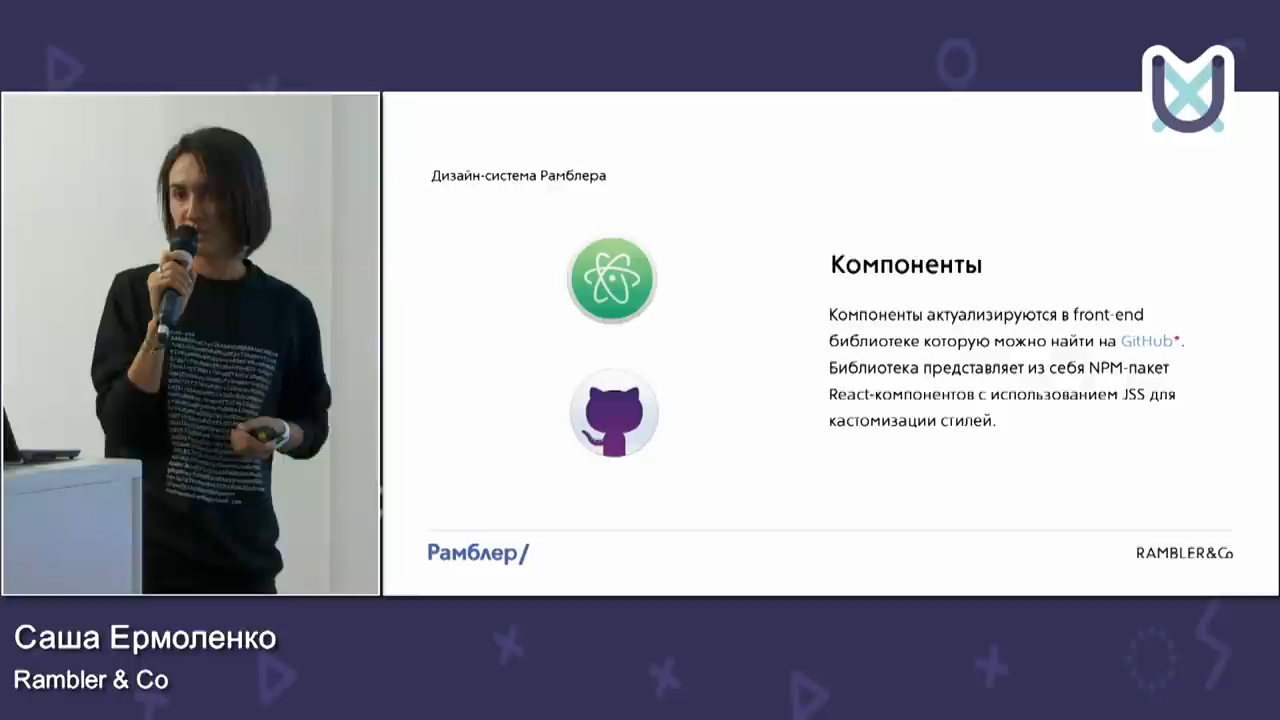 Дизайн-система Рамблера
Компоненты
Компоненты актуализируются в front-end
библиотеке которую можно найти на GitHub*.
Библиотека представляет из себя NPM-пакет
React-компонентов с использованием JSS для
кастомизации стилей.
Рамблер/
RAMBLER&Co
Саша Ермоленко
Rambler & Co